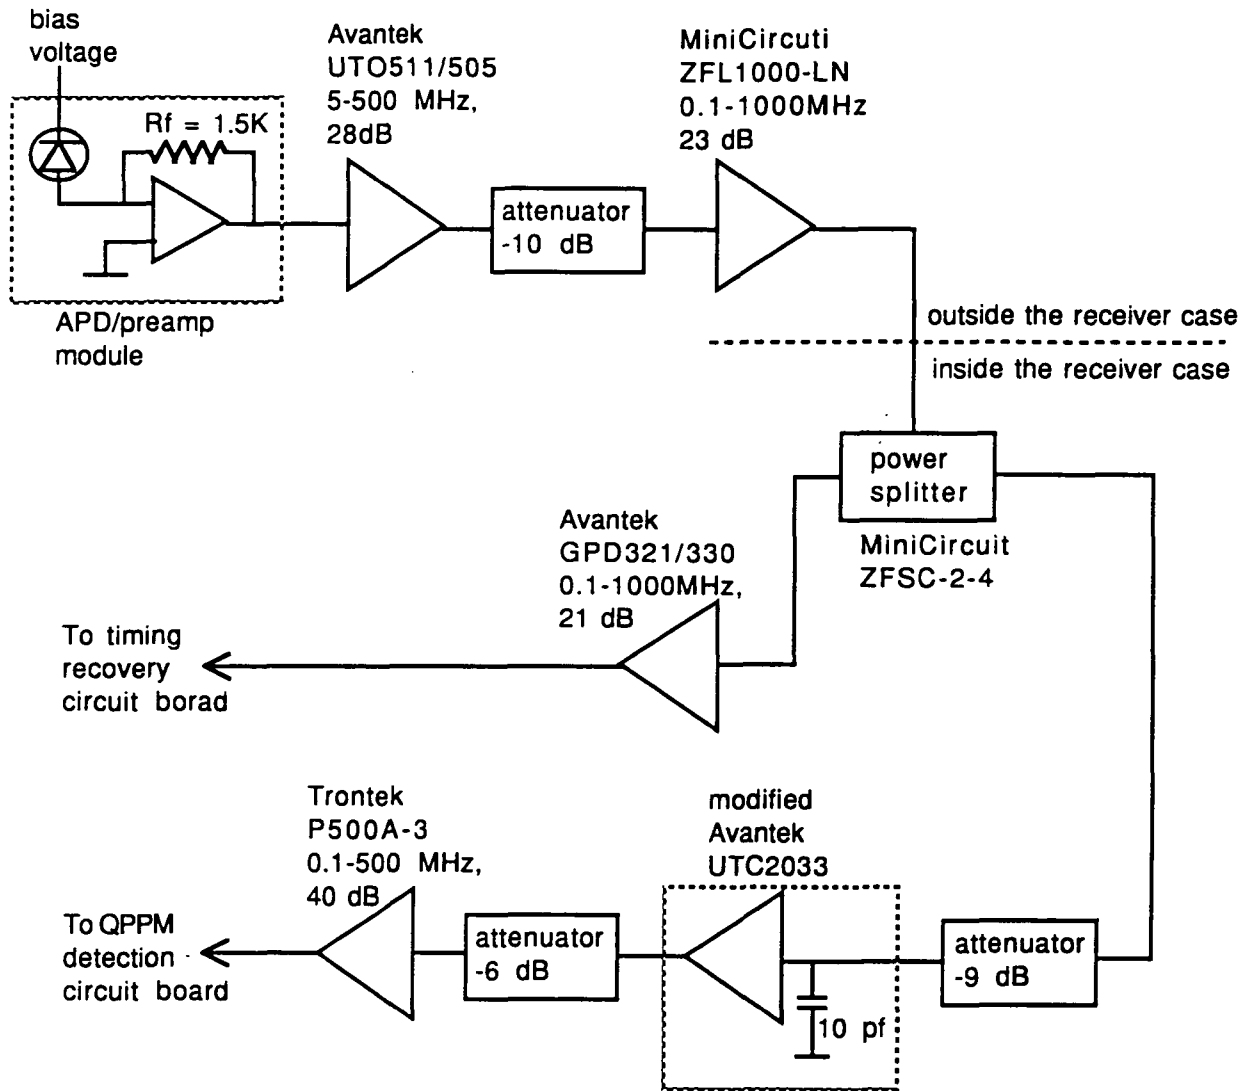 bias
voltage
Rf = 1.5K
APD/preamp
module
Avantek
UTO511/505
5-500 MHz,
28dB
attenuator
-10 dB
MiniCircuti
ZFL1000-LN
0.1-1000MHz
23 dB
outside the receiver case
inside the receiver case
power
splitter
MiniCircuit
ZFSC-2-4
Avantek
GPD321/330
0.1-1000MHz,
21 dB
To timing
recovery
circuit borad
Trontek
P500A-3
0.1-500 MHz,
40 dB
To QPPM
detection
circuit board
attenuator
-6 dB
modified
Avantek
UTC2033
10 pf
attenuator
-9 dB